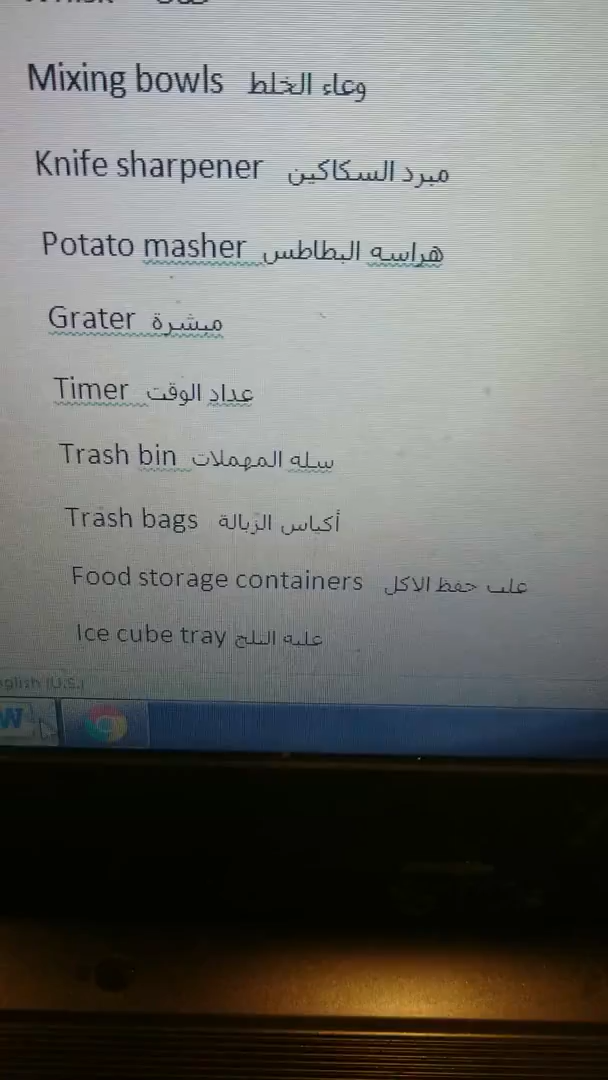 Mixing bowls وعاء الخلط
Knife sharpener مبرد السكاكين
Potato masher هراسه البطاطس
Grater مبشرة
Timer عداد الوقت
Trash bin سله المهملات
Trash bags أكياس الزبالة
Food storage containers علب حفظ الاكل
Ice cube tray علبه الثلج
glish (U.S.)
W